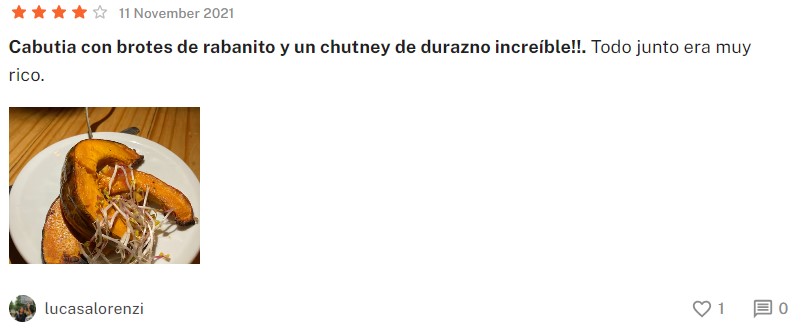 11 November 2021
Cabutia con brotes de rabanito y un chutney de durazno increíble!!. Todo junto era muy
rico.
lucasalorenzi
1
0